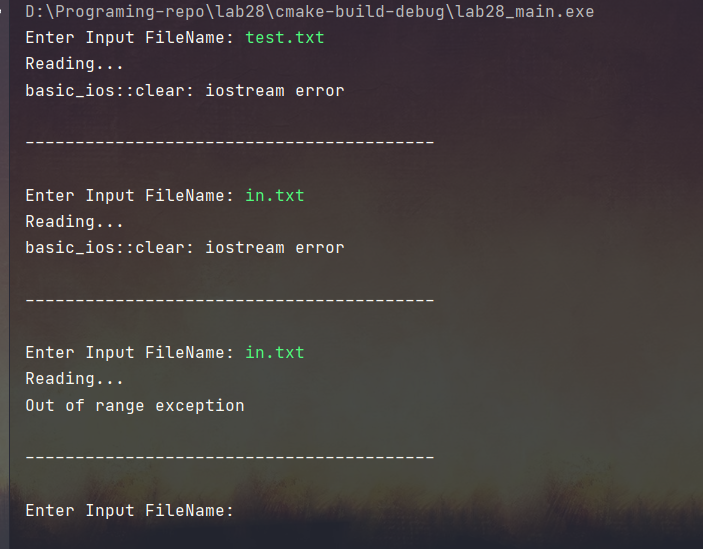 D:\Programing-repo\lab28\cmake-build-debug\lab28_main.exe
Enter Input FileName: test.txt
Reading...
basic_ios::clear: iostream error
-----------------------------------------
Enter Input FileName: in.txt
Reading...
basic_ios::clear: iostream error
-----------------------------------------
Enter Input FileName: in.txt
Reading...
Out of range exception
-----------------------------------------
Enter Input FileName: